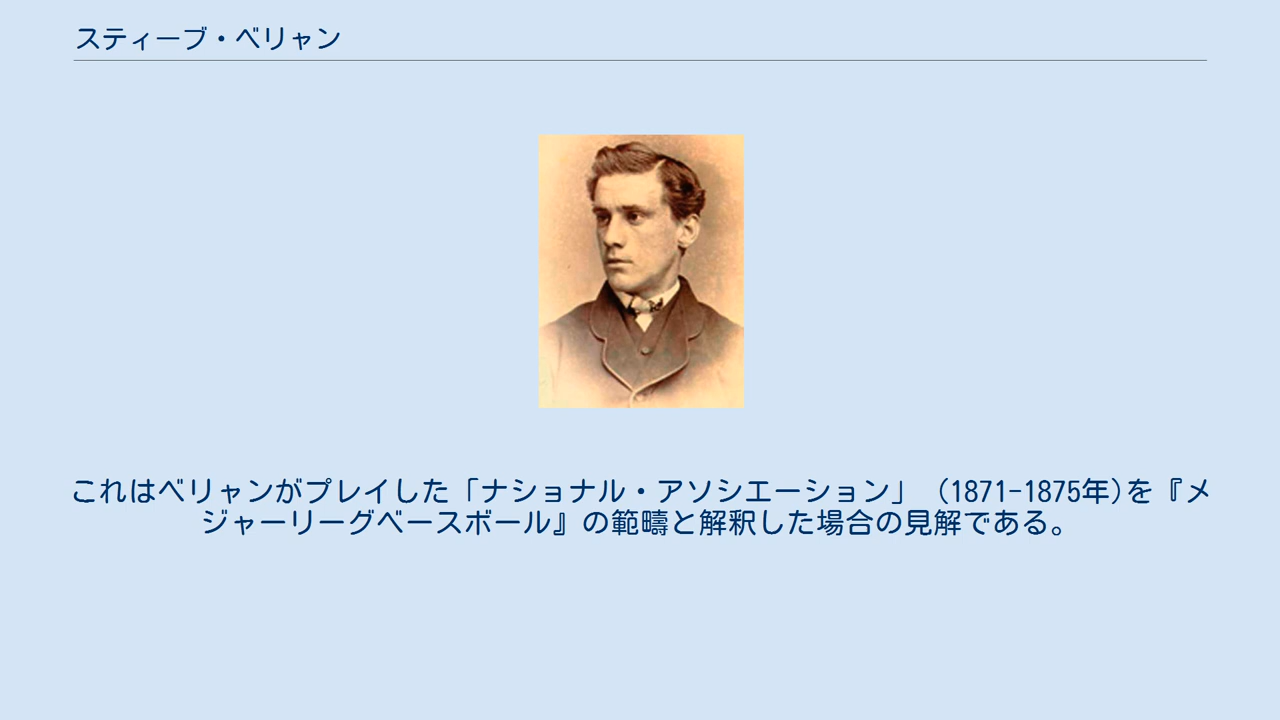 スティーブ・ベリャン
これはベリャンがプレイした「ナショナル・アソシエーション」（1871-1875年)を『メ
ジャーリーグベースボール』の範疇と解釈した場合の見解である。